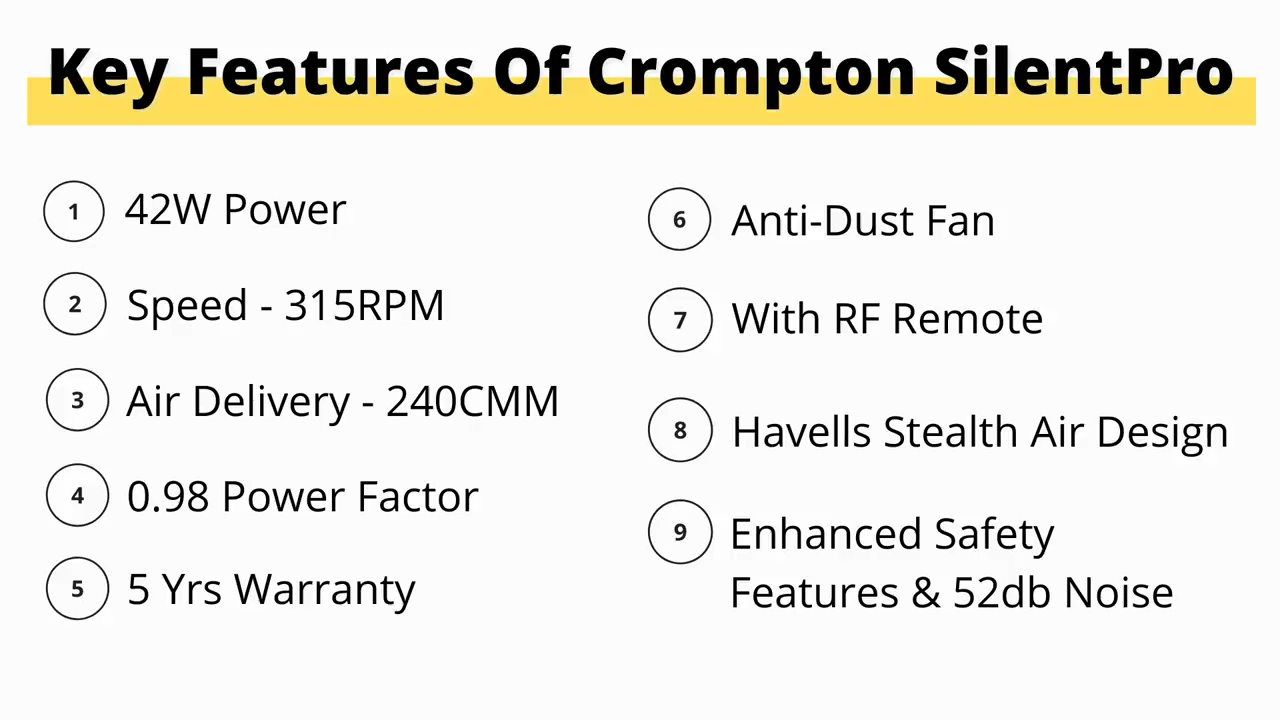 Key Features Of Crompton SilentPro
1 42W Power
2 Speed - 315RPM
3 Air Delivery - 240CMM
4 0.98 Power Factor
5 5 Yrs Warranty
6 Anti-Dust Fan
7 With RF Remote
8 Havells Stealth Air Design
9 Enhanced Safety
Features & 52db Noise